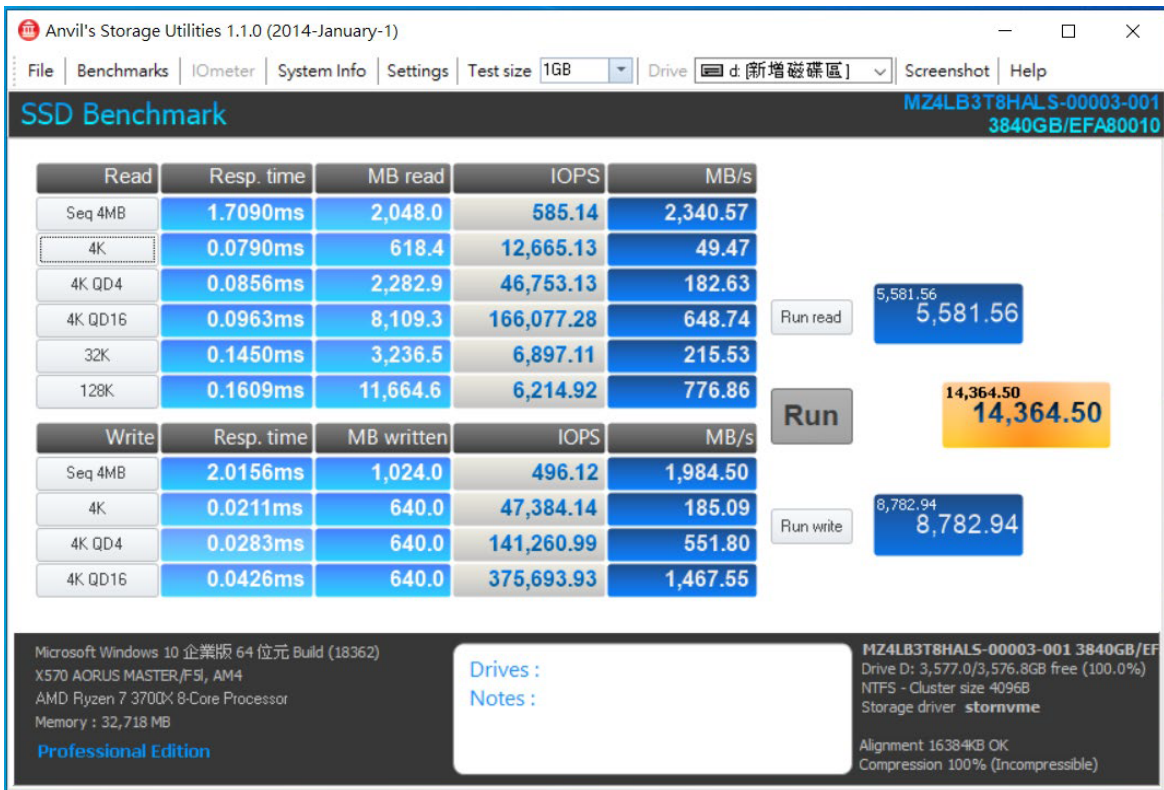 Anvil's Storage Utilities 1.1.0 (2014-January-1)
File Benchmarks IOmeter System Info Settings Test size 1GB Drive d: [新增磁碟區] Screenshot Help
SSD Benchmark
MZ4LB3T8HALS-00003-001
3840GB/EFA80010
Read Resp. time MB read IOPS MB/s
Seq 4MB 1.7090ms 2,048.0 585.14 2,340.57
4K 0.0790ms 618.4 12,665.13 49.47
4K QD4 0.0856ms 2,282.9 46,753.13 182.63
4K QD16 0.0963ms 8,109.3 166,077.28 648.74
32K 0.1450ms 3,236.5 6,897.11 215.53
128K 0.1609ms 11,664.6 6,214.92 776.86
Run read
5,581.56
5,581.56
Run
14,364.50
14,364.50
Write Resp. time MB written IOPS MB/s
Seq 4MB 2.0156ms 1,024.0 496.12 1,984.50
4K 0.0211ms 640.0 47,384.14 185.09
4K QD4 0.0283ms 640.0 141,260.99 551.80
4K QD16 0.0426ms 640.0 375,693.93 1,467.55
Run write
8,782.94
8,782.94
Microsoft Windows 10 企業版 64 位元 Build (18362)
X570 AORUS MASTER/F5l, AM4
AMD Ryzen 7 3700X 8-Core Processor
Memory : 32,718 MB
Professional Edition
Drives :
Notes :
MZ4LB3T8HALS-00003-001 3840GB/EF
Drive D: 3,577.0/3,576.8GB free (100.0%)
NTFS - Cluster size 4096B
Storage driver stornvme
Alignment 16384KB OK
Compression 100% (Incompressible)